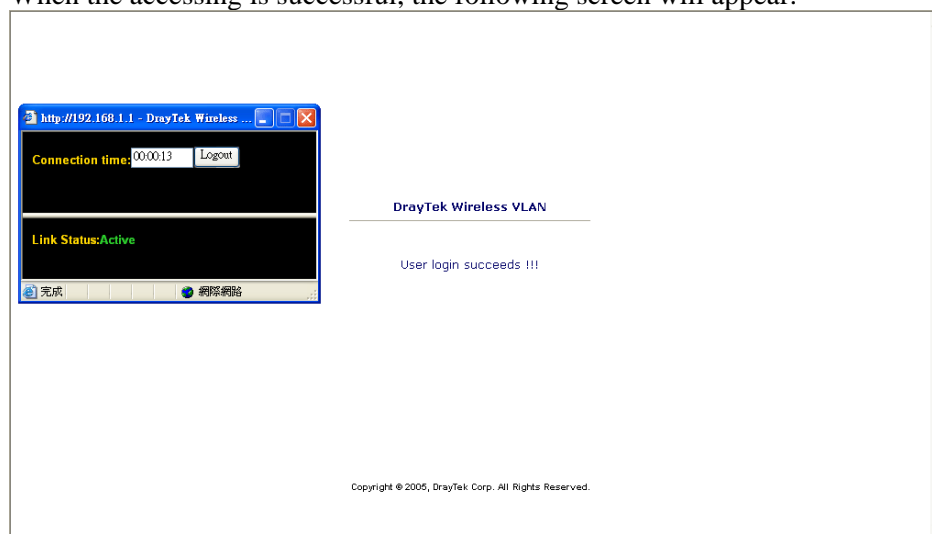 When the accessing is successful, the following screen will appear.
http://192.168.1.1 - DrayTek Wireless ...
Connection time:00:00:13 Logout
Link Status:Active
完成 網際網路
DrayTek Wireless VLAN
User login succeeds !!!
Copyright © 2005, DrayTek Corp. All Rights Reserved.